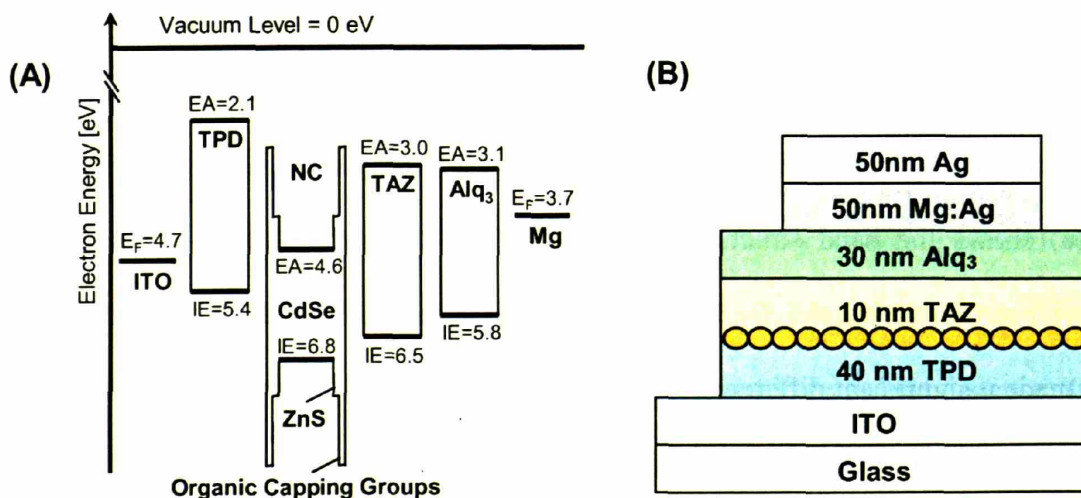 Vacuum Level = 0 eV
(A)
Electron Energy [eV]
EA=2.1
TPD
IE=5.4
E_F=4.7
ITO
NC
EA=4.6
CdSe
IE=6.8
ZnS
EA=3.0
TAZ
IE=6.5
EA=3.1
Alq₃
IE=5.8
E_F=3.7
Mg
Organic Capping Groups
(B)
50nm Ag
50nm Mg:Ag
30 nm Alq₃
10 nm TAZ
40 nm TPD
ITO
Glass